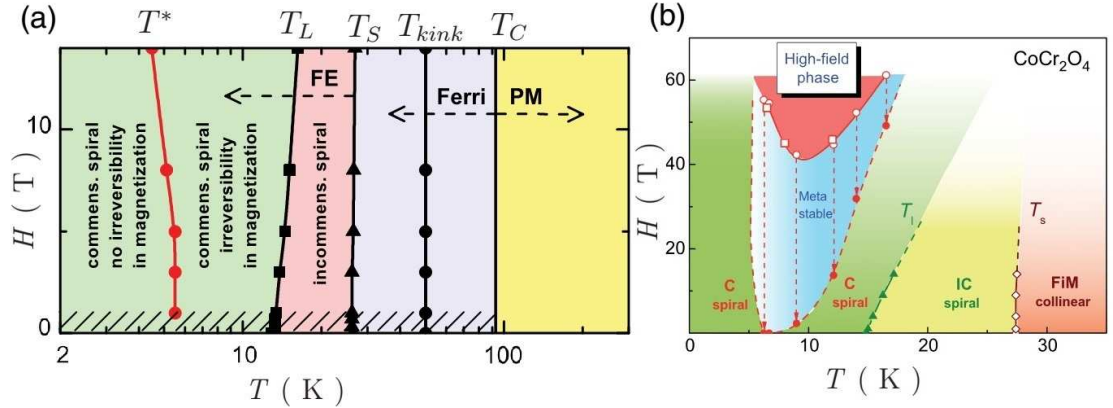 (a)
T* T_L T_S T_kink T_C
FE
Ferri PM
commens. spiral
no irreversibility
in magnetization
commens. spiral
irreversibility
in magnetization
incommens. spiral
10
0
H ( T )
2 10 100
T ( K )
(b)
CoCr₂O₄
High-field
phase
Meta
stable
T_l
T_s
C
spiral
C
spiral
IC
spiral
FiM
collinear
60
40
20
0
H ( T )
0 10 20 30
T ( K )